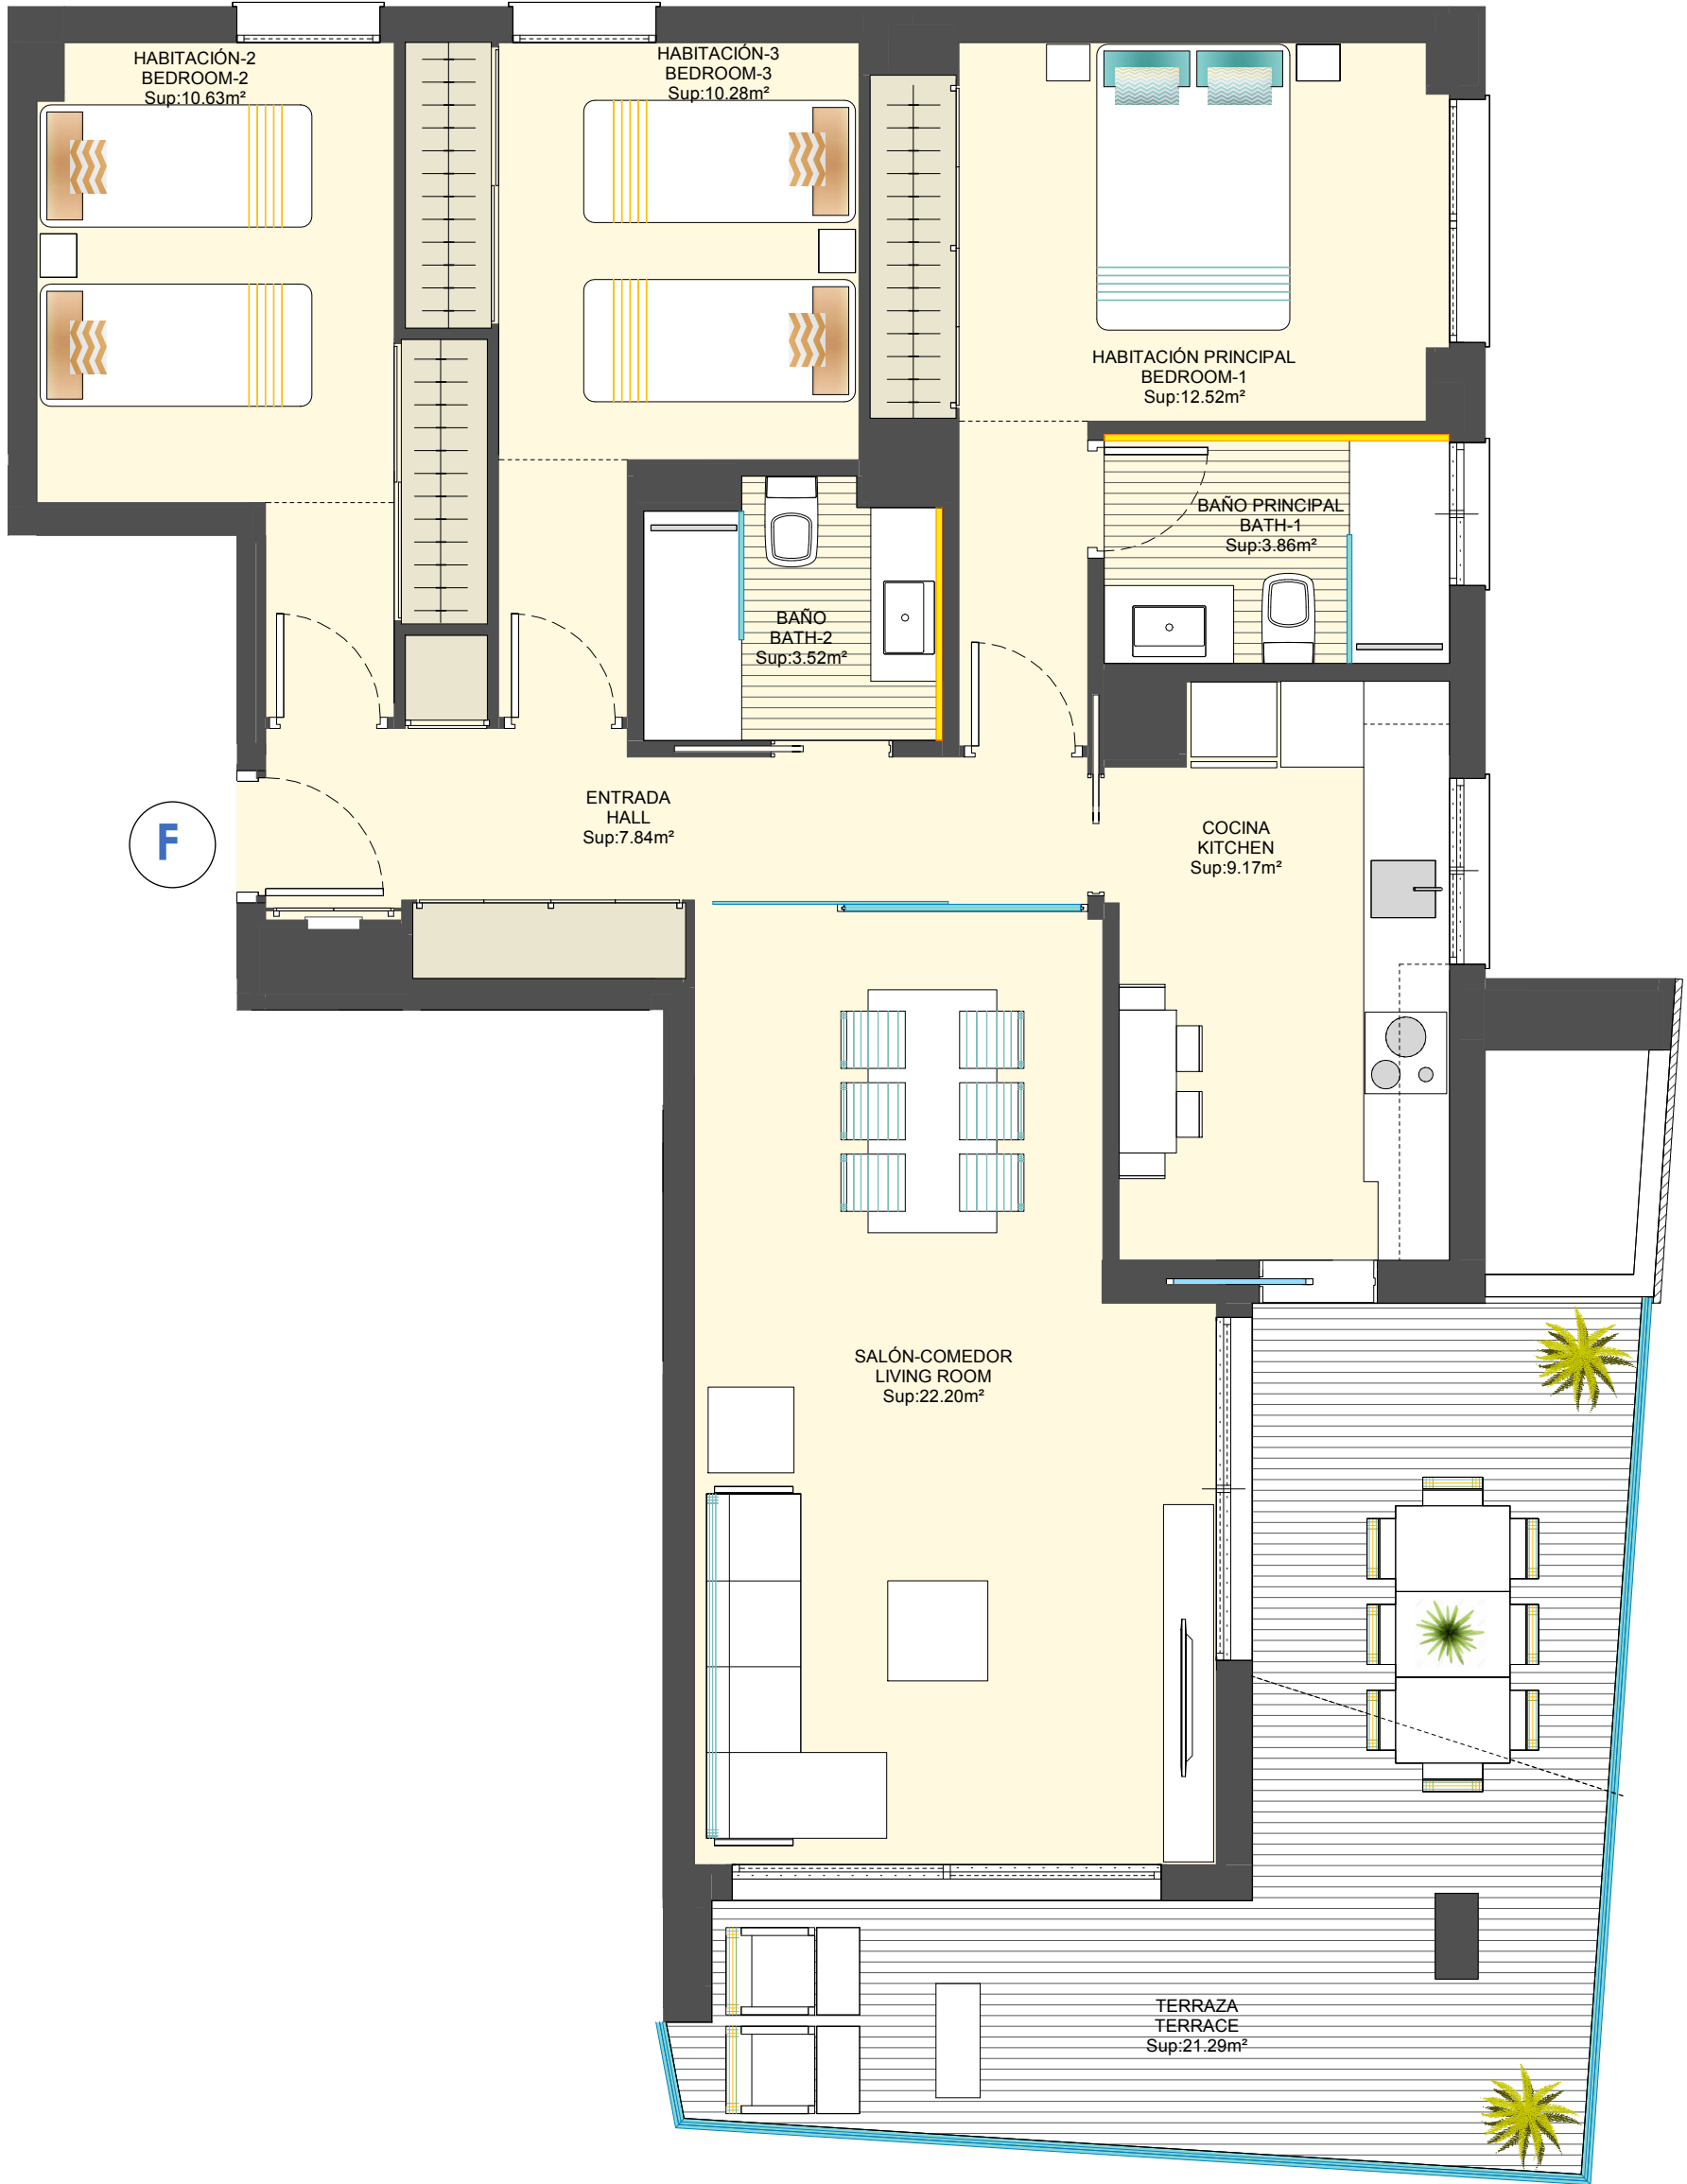 HABITACIÓN-2
BEDROOM-2
Sup:10.63m²
HABITACIÓN-3
BEDROOM-3
Sup:10.28m²
HABITACIÓN PRINCIPAL
BEDROOM-1
Sup:12.52m²
BAÑO PRINCIPAL
BATH-1
Sup:3.86m²
BAÑO
BATH-2
Sup:3.52m²
ENTRADA
HALL
Sup:7.84m²
F
COCINA
KITCHEN
Sup:9.17m²
SALÓN-COMEDOR
LIVING ROOM
Sup:22.20m²
TERRAZA
TERRACE
Sup:21.29m²